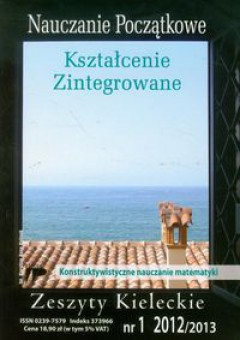 Nauczanie Początkowe
Kształcenie
Zintegrowane
Konstruktywistyczne nauczanie matematyki
Zeszyty Kieleckie
ISSN 0239-7579 Indeks 373966
Cena 18,90 zł (w tym 5% VAT)
nr 1 2012/2013